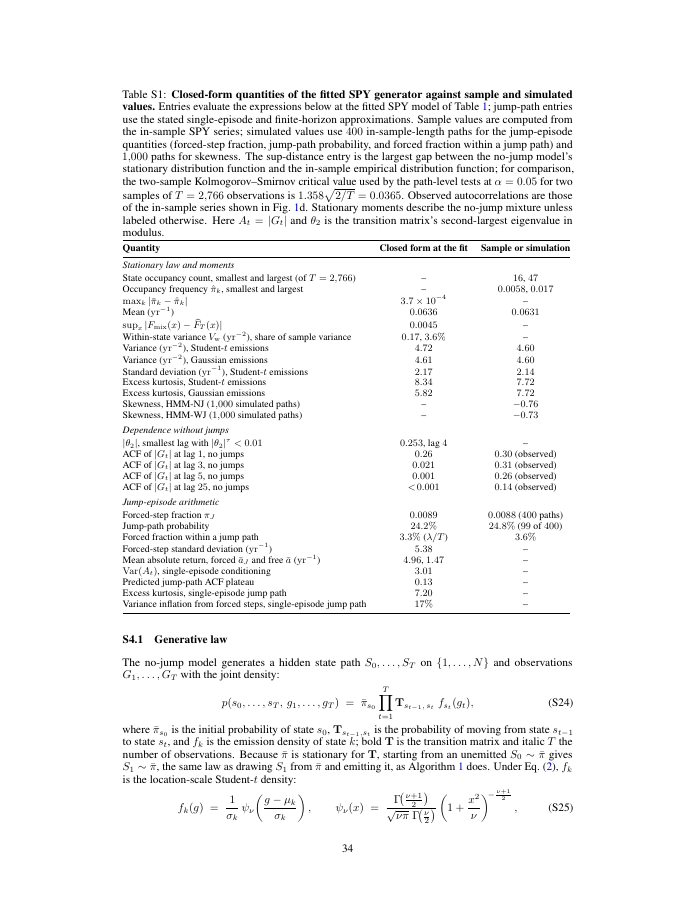 Table S1: Closed-form quantities of the fitted SPY generator against sample and simulated
values. Entries evaluate the expressions below at the fitted SPY model of Table 1; jump-path entries
use the stated single-episode and finite-horizon approximations. Sample values are computed from
the in-sample SPY series; simulated values use 400 in-sample-length paths for the jump-episode
quantities (forced-step fraction, jump-path probability, and forced fraction within a jump path) and
1,000 paths for skewness. The sup-distance entry is the largest gap between the no-jump model's
stationary distribution function and the in-sample empirical distribution function; for comparison,
the two-sample Kolmogorov–Smirnov critical value used by the path-level tests at α = 0.05 for two
samples of T = 2,766 observations is 1.358√(2/T) = 0.0365. Observed autocorrelations are those
of the in-sample series shown in Fig. 1d. Stationary moments describe the no-jump mixture unless
labeled otherwise. Here A_t = |G_t| and θ_2 is the transition matrix's second-largest eigenvalue in
modulus.
Quantity Closed form at the fit Sample or simulation
Stationary law and moments
State occupancy count, smallest and largest (of T = 2,766) – 16, 47
Occupancy frequency π̂_k, smallest and largest – 0.0058, 0.017
max_k |π̄_k − π̂_k| 3.7 × 10⁻⁴ –
Mean (yr⁻¹) 0.0636 0.0631
sup_x |F_mix(x) − F̂_T(x)| 0.0045 –
Within-state variance V_w (yr⁻²), share of sample variance 0.17, 3.6% –
Variance (yr⁻²), Student-t emissions 4.72 4.60
Variance (yr⁻²), Gaussian emissions 4.61 4.60
Standard deviation (yr⁻¹), Student-t emissions 2.17 2.14
Excess kurtosis, Student-t emissions 8.34 7.72
Excess kurtosis, Gaussian emissions 5.82 7.72
Skewness, HMM-NJ (1,000 simulated paths) – −0.76
Skewness, HMM-WJ (1,000 simulated paths) – −0.73
Dependence without jumps
|θ_2|, smallest lag with |θ_2|^τ < 0.01 0.253, lag 4 –
ACF of |G_t| at lag 1, no jumps 0.26 0.30 (observed)
ACF of |G_t| at lag 3, no jumps 0.021 0.31 (observed)
ACF of |G_t| at lag 5, no jumps 0.001 0.26 (observed)
ACF of |G_t| at lag 25, no jumps <0.001 0.14 (observed)
Jump-episode arithmetic
Forced-step fraction π_J 0.0089 0.0088 (400 paths)
Jump-path probability 24.2% 24.8% (99 of 400)
Forced fraction within a jump path 3.3% (λ/T) 3.6%
Forced-step standard deviation (yr⁻¹) 5.38 –
Mean absolute return, forced ā_J and free ā (yr⁻¹) 4.96, 1.47 –
Var(A_t), single-episode conditioning 3.01 –
Predicted jump-path ACF plateau 0.13 –
Excess kurtosis, single-episode jump path 7.20 –
Variance inflation from forced steps, single-episode jump path 17% –
S4.1 Generative law
The no-jump model generates a hidden state path S_0, . . . , S_T on {1, . . . , N} and observations
G_1, . . . , G_T with the joint density:
p(s_0, . . . , s_T, g_1, . . . , g_T) = π̄_{s_0} ∏_{t=1}^{T} T_{s_{t−1}, s_t} f_{s_t}(g_t), (S24)
where π̄_{s_0} is the initial probability of state s_0, T_{s_{t−1},s_t} is the probability of moving from state s_{t−1}
to state s_t, and f_k is the emission density of state k; bold T is the transition matrix and italic T the
number of observations. Because π̄ is stationary for T, starting from an unemitted S_0 ∼ π̄ gives
S_1 ∼ π̄, the same law as drawing S_1 from π̄ and emitting it, as Algorithm 1 does. Under Eq. (2), f_k
is the location-scale Student-t density:
f_k(g) = 1/σ_k ψ_ν((g − μ_k)/σ_k), ψ_ν(x) = Γ((ν+1)/2)/(√(νπ) Γ(ν/2)) (1 + x²/ν)^{−(ν+1)/2}, (S25)
34